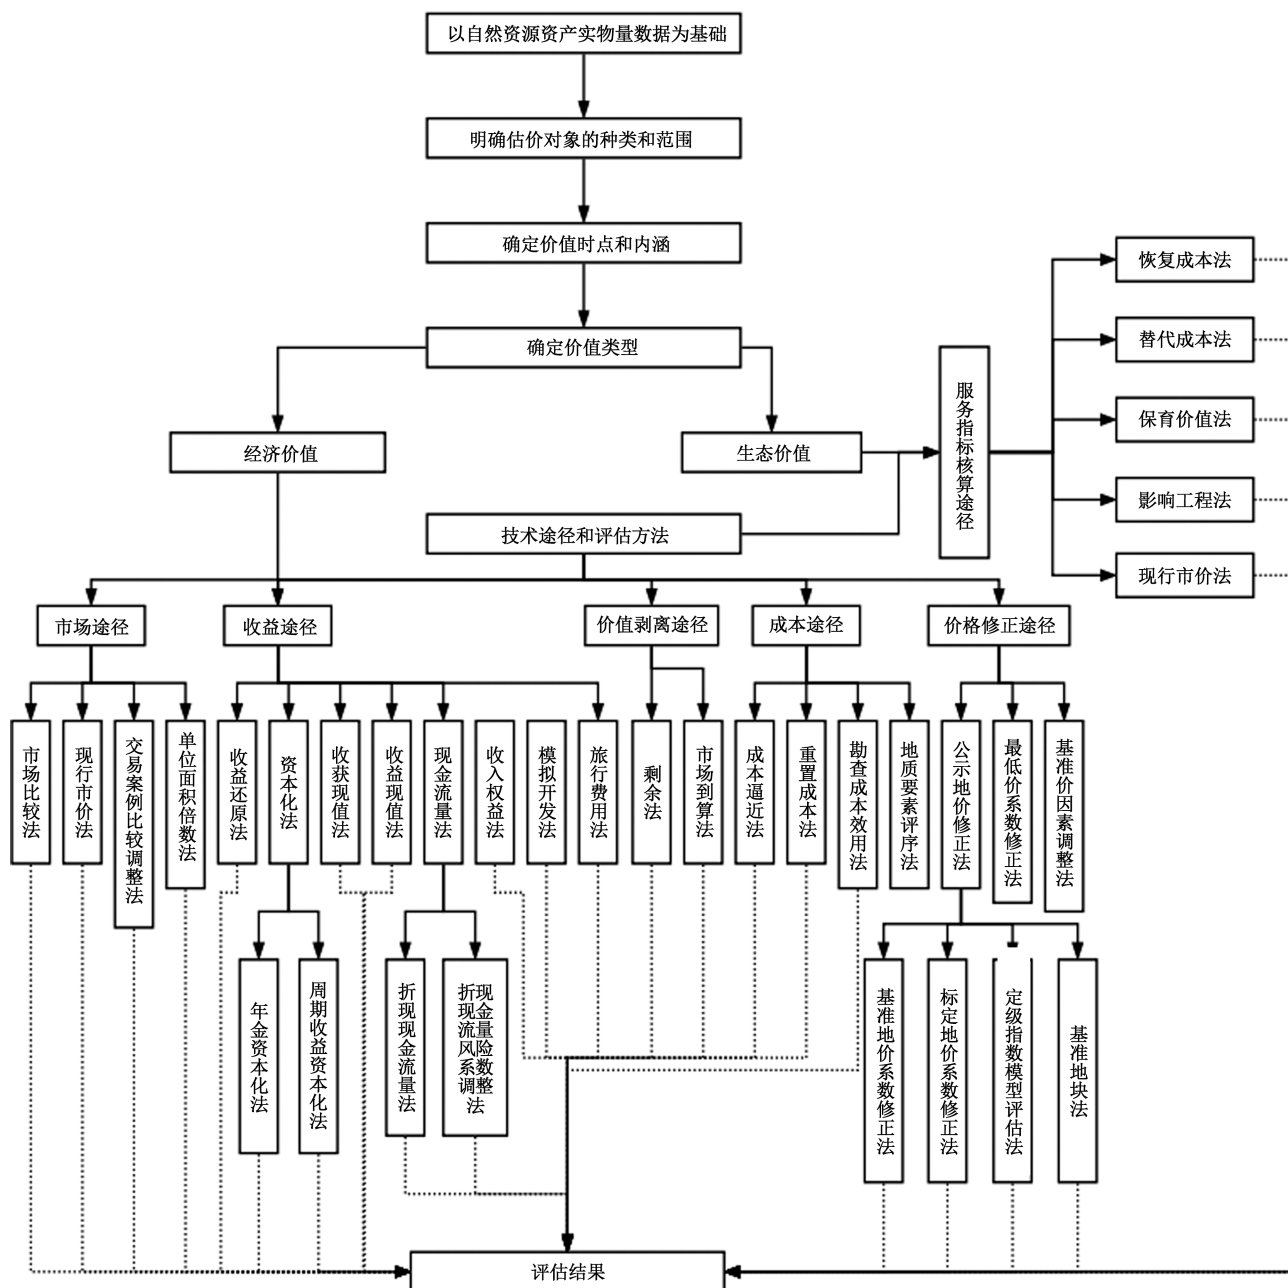 以自然资源资产实物量数据为基础
明确估价对象的种类和范围
确定价值时点和内涵
确定价值类型
经济价值
生态价值
技术途径和评估方法
服务指标核算途径
恢复成本法
替代成本法
保育价值法
影响工程法
现行市价法
市场途径
收益途径
价值剥离途径
成本途径
价格修正途径
市场比较法
现行市价法
交易案例比较调整法
单位面积倍数法
收益还原法
资本化法
收获现值法
收益现值法
现金流量法
收入权益法
模拟开发法
旅行费用法
剩余法
市场到算法
成本逼近法
重置成本法
勘查成本效用法
地质要素评序法
公示地价修正法
最低价系数修正法
基准价因素调整法
年金资本化法
周期收益资本化法
折现现金流量法
折现现金流量风险系数调整法
基准地价系数修正法
标定地价系数修正法
定级指数模型评估法
基准地块法
评估结果